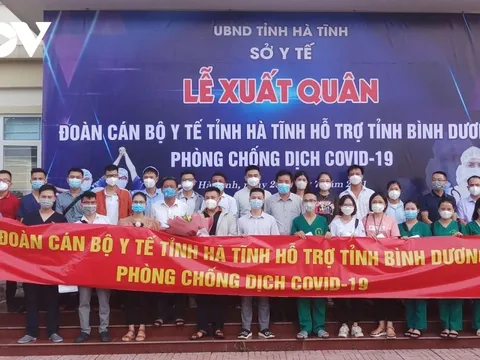 VOV
UBND TỈNH HÀ TĨNH
SỞ Y TẾ
LỄ XUẤT QUÂN
ĐOÀN CÁN BỘ Y TẾ TỈNH HÀ TĨNH HỖ TRỢ TỈNH BÌNH DƯƠNG
PHÒNG CHỐNG DỊCH COVID-19
ĐOÀN CÁN BỘ Y TẾ TỈNH HÀ TĨNH HỖ TRỢ TỈNH BÌNH DƯƠNG
PHÒNG CHỐNG DỊCH COVID-19